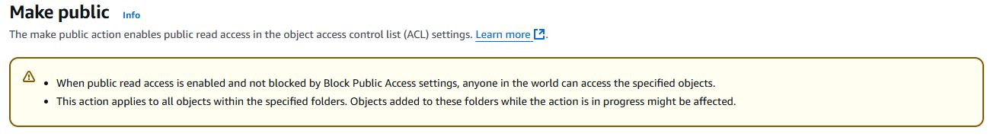 Make public Info
The make public action enables public read access in the object access control list (ACL) settings. Learn more.
When public read access is enabled and not blocked by Block Public Access settings, anyone in the world can access the specified objects.
This action applies to all objects within the specified folders. Objects added to these folders while the action is in progress might be affected.